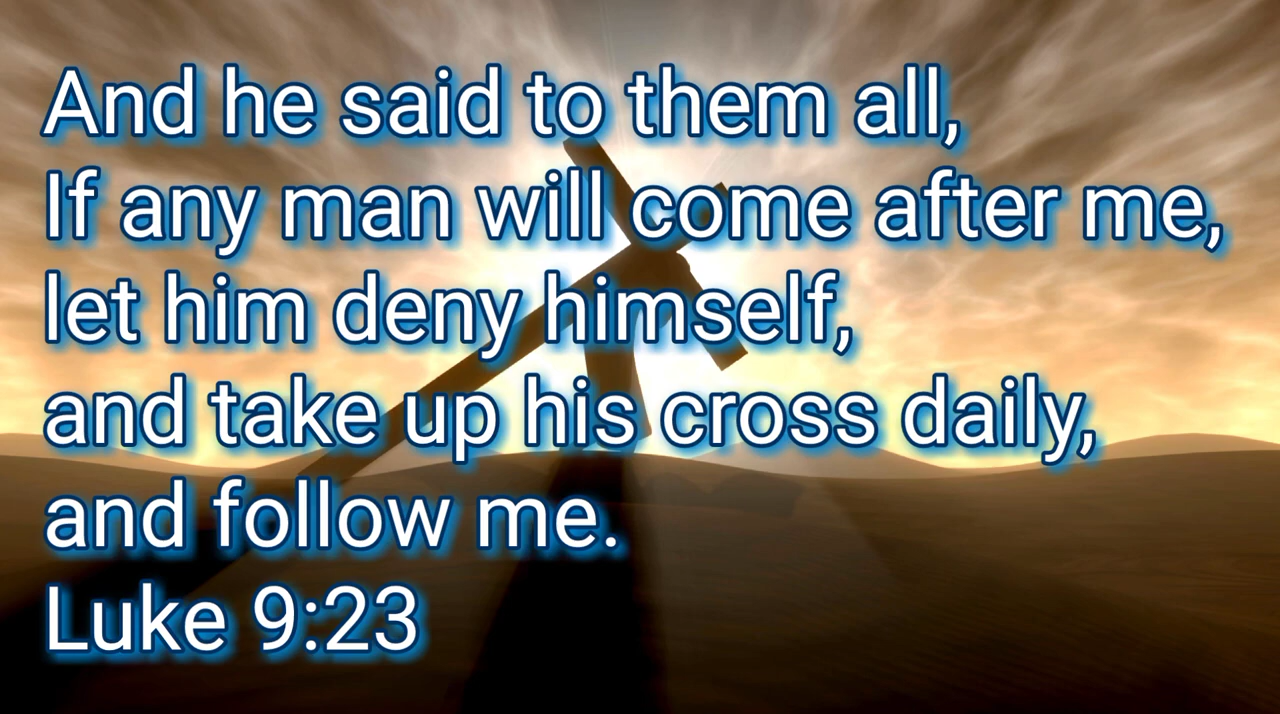 And he said to them all,
If any man will come after me,
let him deny himself,
and take up his cross daily,
and follow me.
Luke 9:23